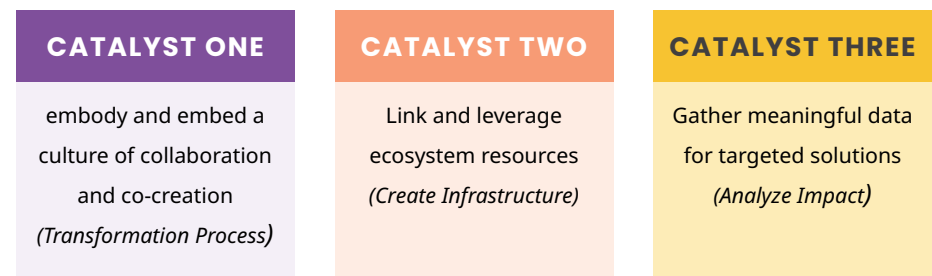 CATALYST ONE
embody and embed a
culture of collaboration
and co-creation
(Transformation Process)
CATALYST TWO
Link and leverage
ecosystem resources
(Create Infrastructure)
CATALYST THREE
Gather meaningful data
for targeted solutions
(Analyze Impact)